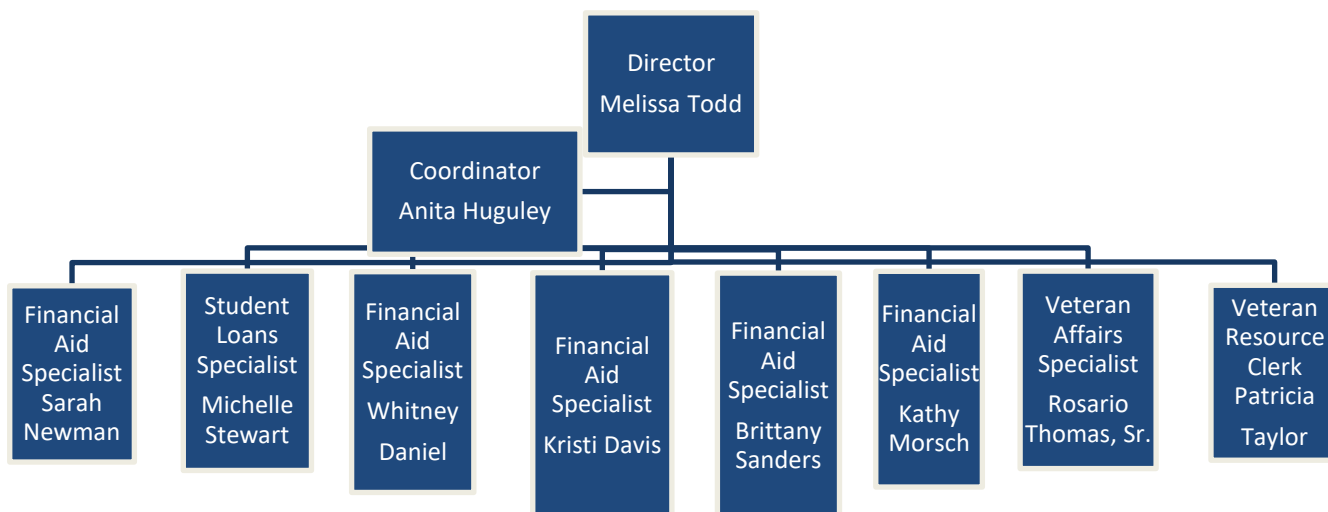 Director
Melissa Todd
Coordinator
Anita Huguley
Financial
Aid
Specialist
Sarah
Newman
Student
Loans
Specialist
Michelle
Stewart
Financial
Aid
Specialist
Whitney
Daniel
Financial
Aid
Specialist
Kristi Davis
Financial
Aid
Specialist
Brittany
Sanders
Financial
Aid
Specialist
Kathy
Morsch
Veteran
Affairs
Specialist
Rosario
Thomas, Sr.
Veteran
Resource
Clerk
Patricia
Taylor